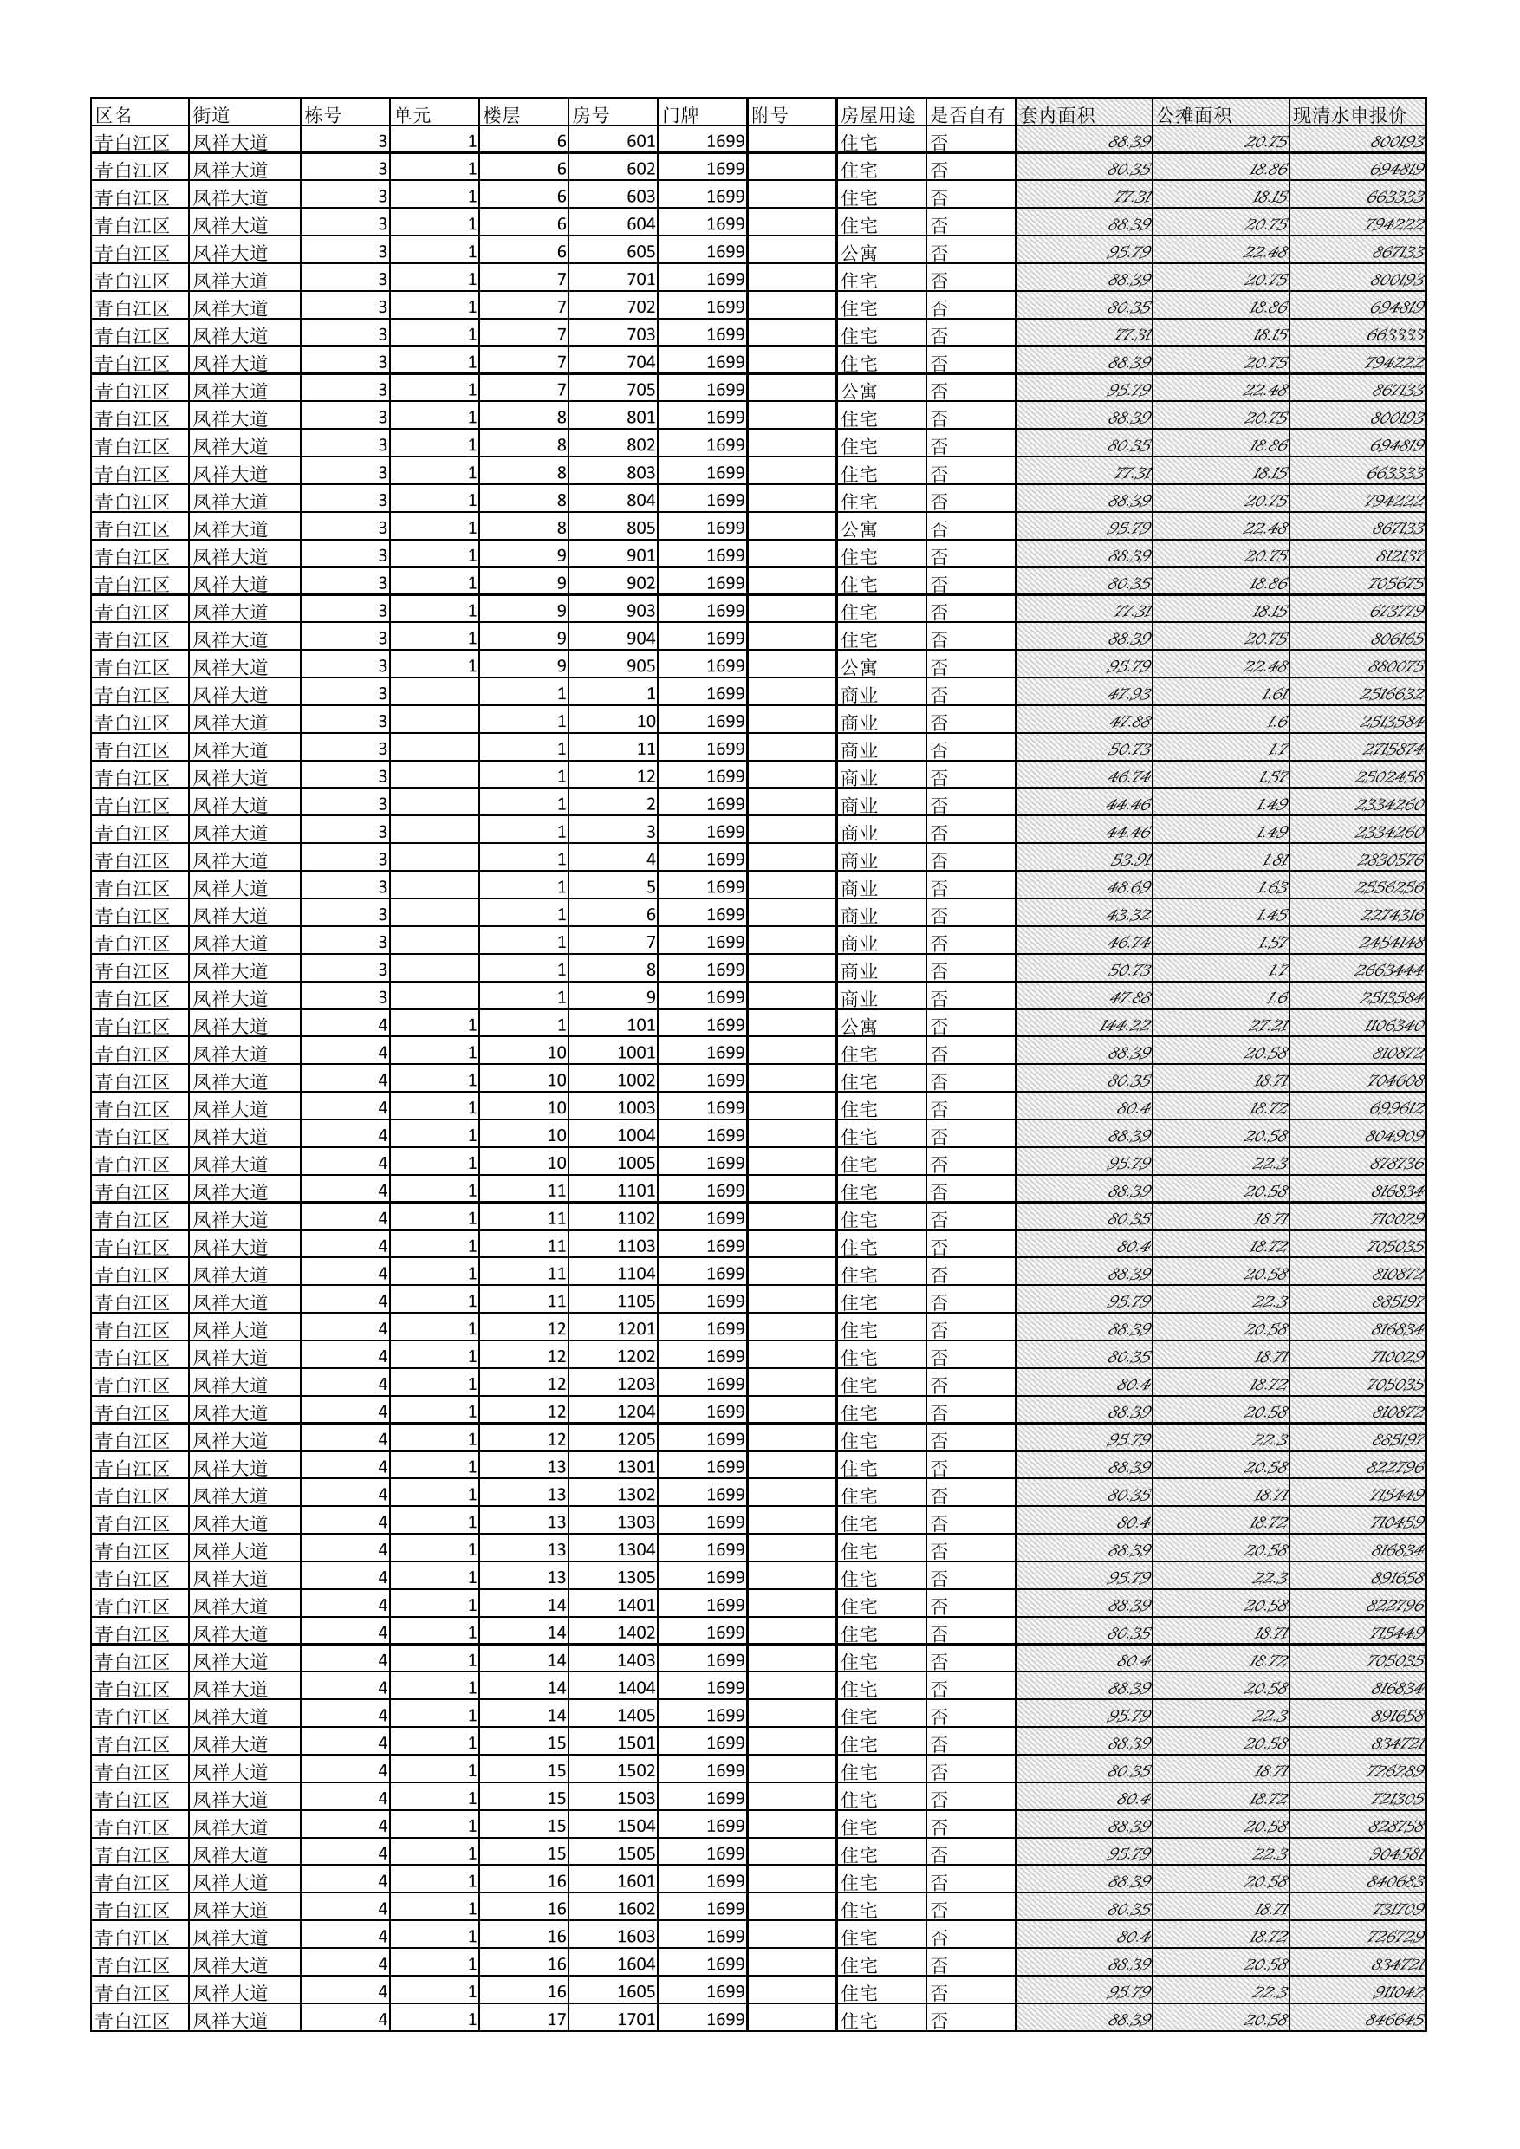 区名 街道 栋号 单元 楼层 房号 门牌 附号 房屋用途 是否自有 套内面积 公摊面积 现清水申报价
青白江区 凤祥大道 3 1 6 601 1699 住宅 否 88.39 20.75 800193
青白江区 凤祥大道 3 1 6 602 1699 住宅 否 80.35 18.86 694819
青白江区 凤祥大道 3 1 6 603 1699 住宅 否 77.31 18.15 663333
青白江区 凤祥大道 3 1 6 604 1699 住宅 否 88.39 20.75 794222
青白江区 凤祥大道 3 1 6 605 1699 公寓 否 95.79 22.48 867133
青白江区 凤祥大道 3 1 7 701 1699 住宅 否 88.39 20.75 800193
青白江区 凤祥大道 3 1 7 702 1699 住宅 否 80.35 18.86 694819
青白江区 凤祥大道 3 1 7 703 1699 住宅 否 77.31 18.15 663333
青白江区 凤祥大道 3 1 7 704 1699 住宅 否 88.39 20.75 794222
青白江区 凤祥大道 3 1 7 705 1699 公寓 否 95.79 22.48 867133
青白江区 凤祥大道 3 1 8 801 1699 住宅 否 88.39 20.75 800193
青白江区 凤祥大道 3 1 8 802 1699 住宅 否 80.35 18.86 694819
青白江区 凤祥大道 3 1 8 803 1699 住宅 否 77.31 18.15 663333
青白江区 凤祥大道 3 1 8 804 1699 住宅 否 88.39 20.75 794222
青白江区 凤祥大道 3 1 8 805 1699 公寓 否 95.79 22.48 867133
青白江区 凤祥大道 3 1 9 901 1699 住宅 否 88.39 20.75 812137
青白江区 凤祥大道 3 1 9 902 1699 住宅 否 80.35 18.86 705675
青白江区 凤祥大道 3 1 9 903 1699 住宅 否 77.31 18.15 673779
青白江区 凤祥大道 3 1 9 904 1699 住宅 否 88.39 20.75 806165
青白江区 凤祥大道 3 1 9 905 1699 公寓 否 95.79 22.48 880075
青白江区 凤祥大道 3 1 1 1699 商业 否 47.93 1.61 2516632
青白江区 凤祥大道 3 1 10 1699 商业 否 47.88 1.6 2513584
青白江区 凤祥大道 3 1 11 1699 商业 否 50.73 1.7 2715874
青白江区 凤祥大道 3 1 12 1699 商业 否 46.74 1.57 2502458
青白江区 凤祥大道 3 1 2 1699 商业 否 44.46 1.49 2334260
青白江区 凤祥大道 3 1 3 1699 商业 否 44.46 1.49 2334260
青白江区 凤祥大道 3 1 4 1699 商业 否 53.91 1.81 2830576
青白江区 凤祥大道 3 1 5 1699 商业 否 48.69 1.63 2556256
青白江区 凤祥大道 3 1 6 1699 商业 否 43.32 1.45 2274316
青白江区 凤祥大道 3 1 7 1699 商业 否 46.74 1.57 2454148
青白江区 凤祥大道 3 1 8 1699 商业 否 50.73 1.7 2663444
青白江区 凤祥大道 3 1 9 1699 商业 否 47.88 1.6 2513584
青白江区 凤祥大道 4 1 1 101 1699 公寓 否 144.22 27.21 1106340
青白江区 凤祥大道 4 1 10 1001 1699 住宅 否 88.39 20.58 810872
青白江区 凤祥大道 4 1 10 1002 1699 住宅 否 80.35 18.71 704608
青白江区 凤祥大道 4 1 10 1003 1699 住宅 否 80.4 18.72 699612
青白江区 凤祥大道 4 1 10 1004 1699 住宅 否 88.39 20.58 804909
青白江区 凤祥大道 4 1 10 1005 1699 住宅 否 95.79 22.3 878736
青白江区 凤祥大道 4 1 11 1101 1699 住宅 否 88.39 20.58 816834
青白江区 凤祥大道 4 1 11 1102 1699 住宅 否 80.35 18.71 710029
青白江区 凤祥大道 4 1 11 1103 1699 住宅 否 80.4 18.72 705035
青白江区 凤祥大道 4 1 11 1104 1699 住宅 否 88.39 20.58 810872
青白江区 凤祥大道 4 1 11 1105 1699 住宅 否 95.79 22.3 885197
青白江区 凤祥大道 4 1 12 1201 1699 住宅 否 88.39 20.58 816834
青白江区 凤祥大道 4 1 12 1202 1699 住宅 否 80.35 18.71 710029
青白江区 凤祥大道 4 1 12 1203 1699 住宅 否 80.4 18.72 705035
青白江区 凤祥大道 4 1 12 1204 1699 住宅 否 88.39 20.58 810872
青白江区 凤祥大道 4 1 12 1205 1699 住宅 否 95.79 22.3 885197
青白江区 凤祥大道 4 1 13 1301 1699 住宅 否 88.39 20.58 822796
青白江区 凤祥大道 4 1 13 1302 1699 住宅 否 80.35 18.71 715449
青白江区 凤祥大道 4 1 13 1303 1699 住宅 否 80.4 18.72 710459
青白江区 凤祥大道 4 1 13 1304 1699 住宅 否 88.39 20.58 816834
青白江区 凤祥大道 4 1 13 1305 1699 住宅 否 95.79 22.3 891658
青白江区 凤祥大道 4 1 14 1401 1699 住宅 否 88.39 20.58 822796
青白江区 凤祥大道 4 1 14 1402 1699 住宅 否 80.35 18.71 715449
青白江区 凤祥大道 4 1 14 1403 1699 住宅 否 80.4 18.72 705035
青白江区 凤祥大道 4 1 14 1404 1699 住宅 否 88.39 20.58 816834
青白江区 凤祥大道 4 1 14 1405 1699 住宅 否 95.79 22.3 891658
青白江区 凤祥大道 4 1 15 1501 1699 住宅 否 88.39 20.58 834721
青白江区 凤祥大道 4 1 15 1502 1699 住宅 否 80.35 18.71 726289
青白江区 凤祥大道 4 1 15 1503 1699 住宅 否 80.4 18.72 721305
青白江区 凤祥大道 4 1 15 1504 1699 住宅 否 88.39 20.58 828758
青白江区 凤祥大道 4 1 15 1505 1699 住宅 否 95.79 22.3 904581
青白江区 凤祥大道 4 1 16 1601 1699 住宅 否 88.39 20.58 840683
青白江区 凤祥大道 4 1 16 1602 1699 住宅 否 80.35 18.71 731709
青白江区 凤祥大道 4 1 16 1603 1699 住宅 否 80.4 18.72 726729
青白江区 凤祥大道 4 1 16 1604 1699 住宅 否 88.39 20.58 834721
青白江区 凤祥大道 4 1 16 1605 1699 住宅 否 95.79 22.3 911042
青白江区 凤祥大道 4 1 17 1701 1699 住宅 否 88.39 20.58 846645